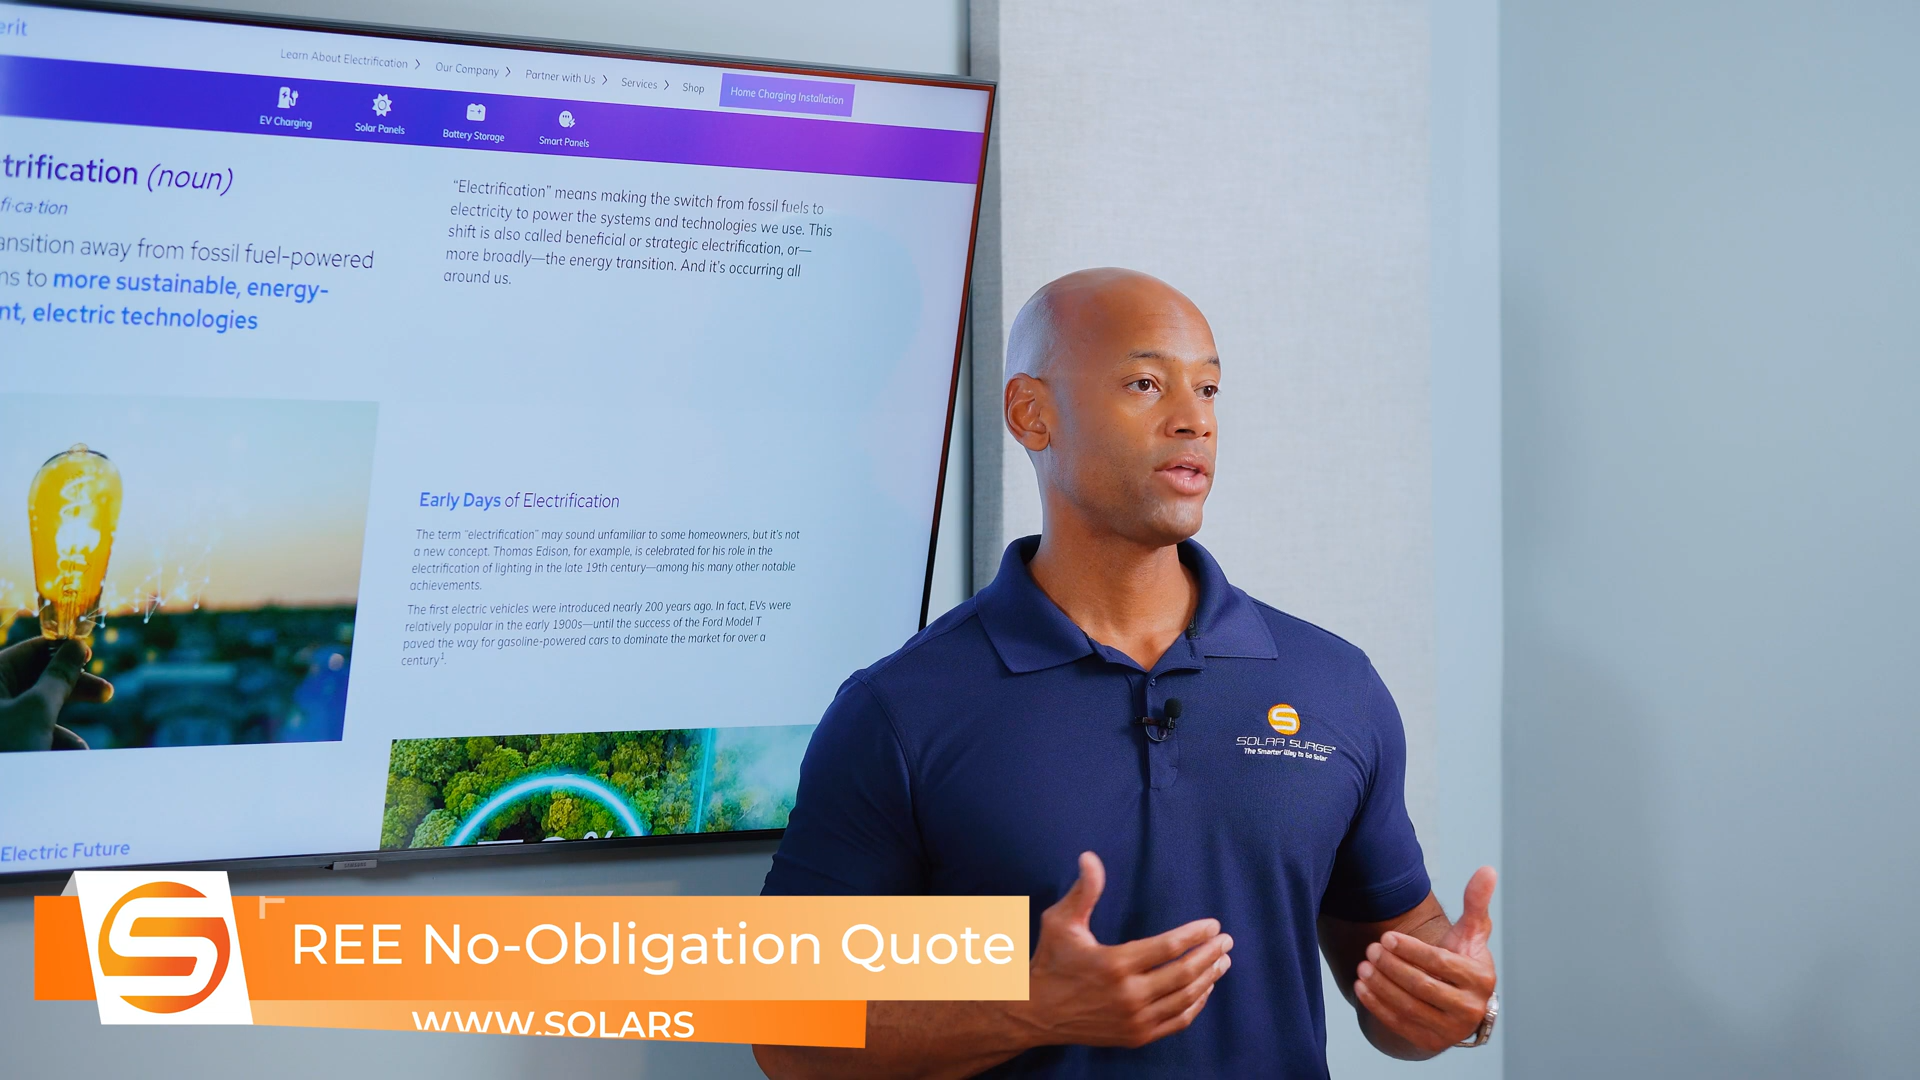 erit
Learn About Electrification > Our Company > Partner with Us > Services > Shop Home Charging Installation
EV Charging Solar Panels Battery Storage Smart Panels
trification (noun)
fi·ca·tion
ansition away from fossil fuel-powered
ns to more sustainable, energy-
nt, electric technologies
"Electrification" means making the switch from fossil fuels to
electricity to power the systems and technologies we use. This
shift is also called beneficial or strategic electrification, or—
more broadly—the energy transition. And it's occurring all
around us.
Early Days of Electrification
The term "electrification" may sound unfamiliar to some homeowners, but it's not
a new concept. Thomas Edison, for example, is celebrated for his role in the
electrification of lighting in the late 19th century—among his many other notable
achievements.
The first electric vehicles were introduced nearly 200 years ago. In fact, EVs were
relatively popular in the early 1900s—until the success of the Ford Model T
paved the way for gasoline-powered cars to dominate the market for over a
century¹.
Electric Future
SOLAR SURGE™
The Smarter Way to Go Solar
FREE No-Obligation Quote
WWW.SOLARS